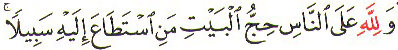 وَلِلَّهِ عَلَى النَّاسِ حِجُّ الْبَيْتِ مَنِ اسْتَطَاعَ إِلَيْهِ سَبِيلًا ۚ